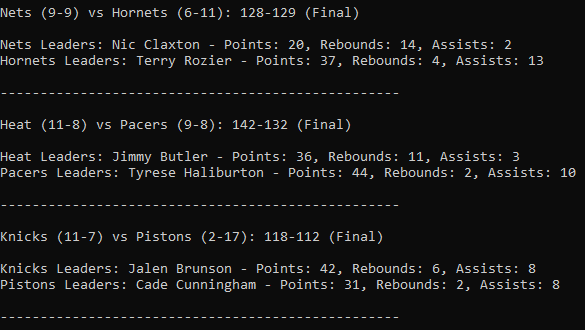 Nets (9-9) vs Hornets (6-11): 128-129 (Final)
Nets Leaders: Nic Claxton - Points: 20, Rebounds: 14, Assists: 2
Hornets Leaders: Terry Rozier - Points: 37, Rebounds: 4, Assists: 13
--------------------------------------------------
Heat (11-8) vs Pacers (9-8): 142-132 (Final)
Heat Leaders: Jimmy Butler - Points: 36, Rebounds: 11, Assists: 3
Pacers Leaders: Tyrese Haliburton - Points: 44, Rebounds: 2, Assists: 10
--------------------------------------------------
Knicks (11-7) vs Pistons (2-17): 118-112 (Final)
Knicks Leaders: Jalen Brunson - Points: 42, Rebounds: 6, Assists: 8
Pistons Leaders: Cade Cunningham - Points: 31, Rebounds: 2, Assists: 8
--------------------------------------------------